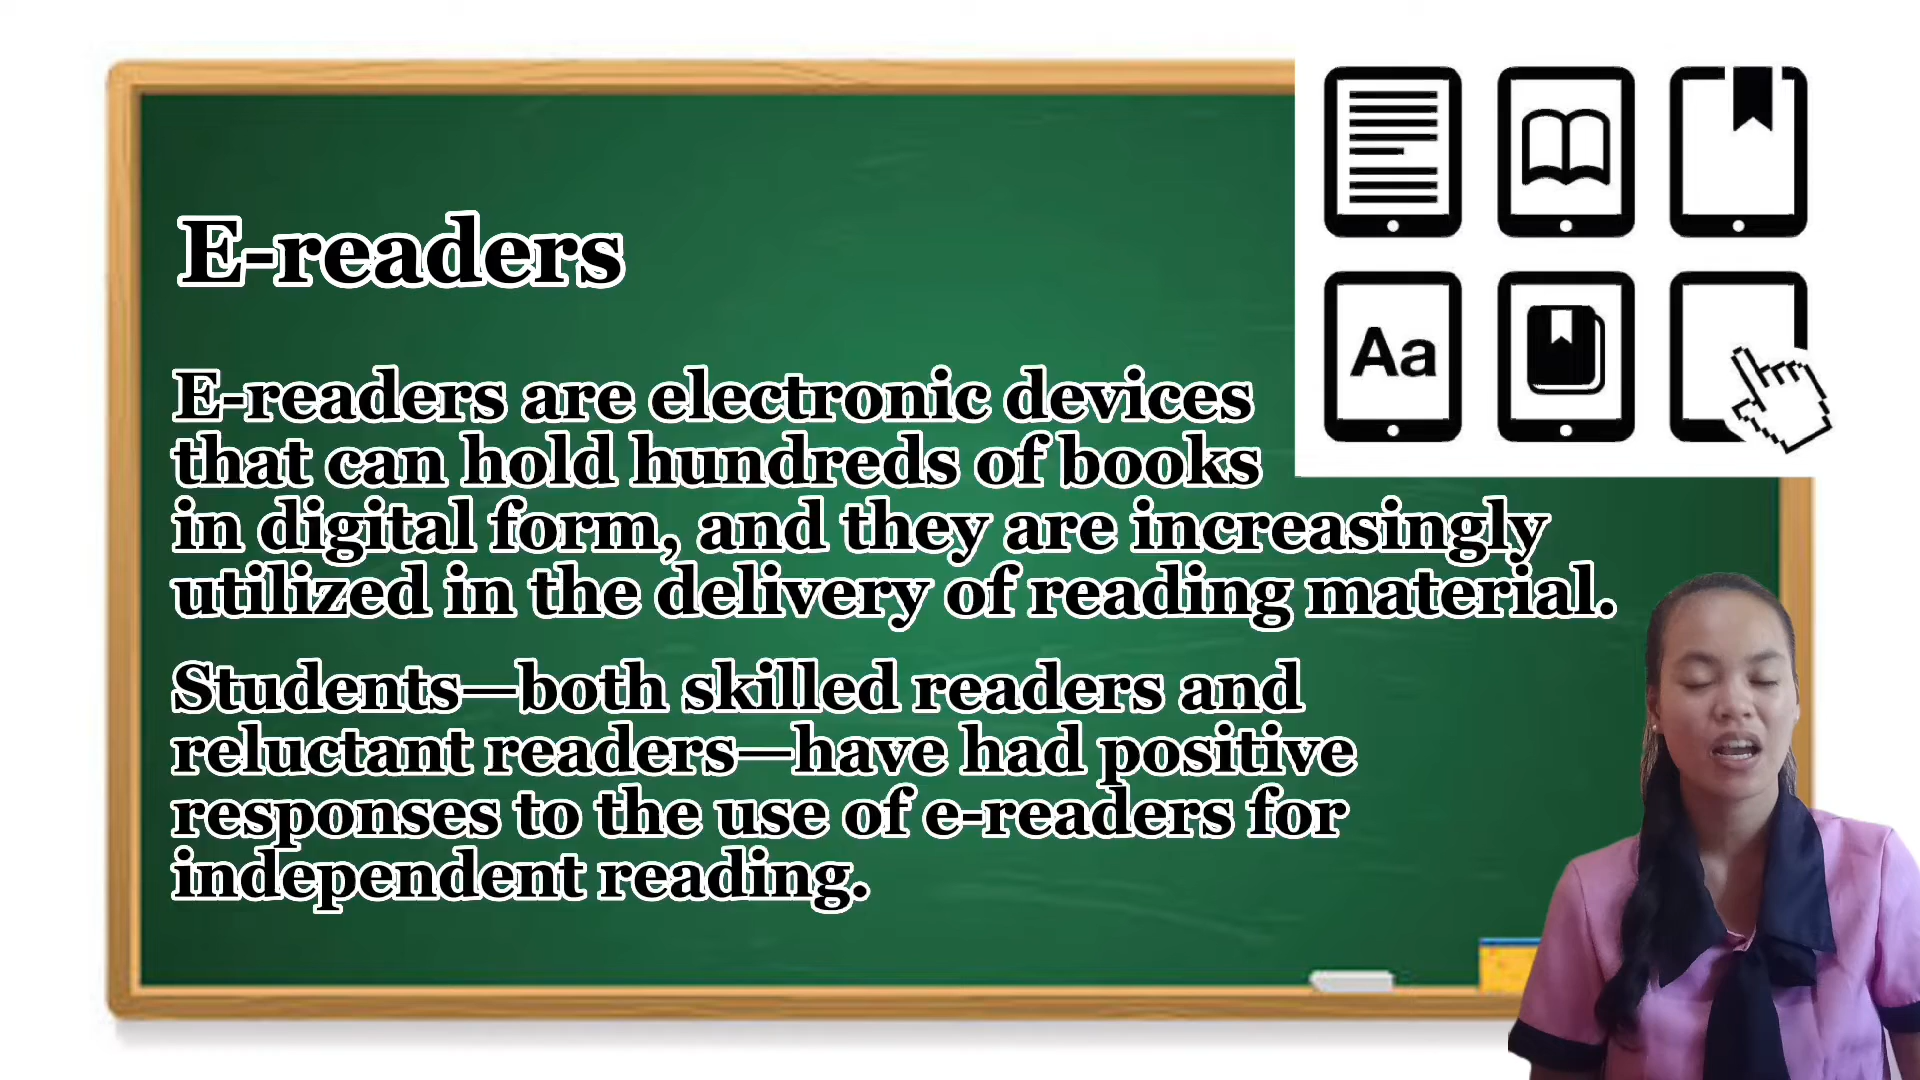 E-readers
E-readers are electronic devices
that can hold hundreds of books
in digital form, and they are increasingly
utilized in the delivery of reading material.
Students—both skilled readers and
reluctant readers—have had positive
responses to the use of e-readers for
independent reading.
Aa